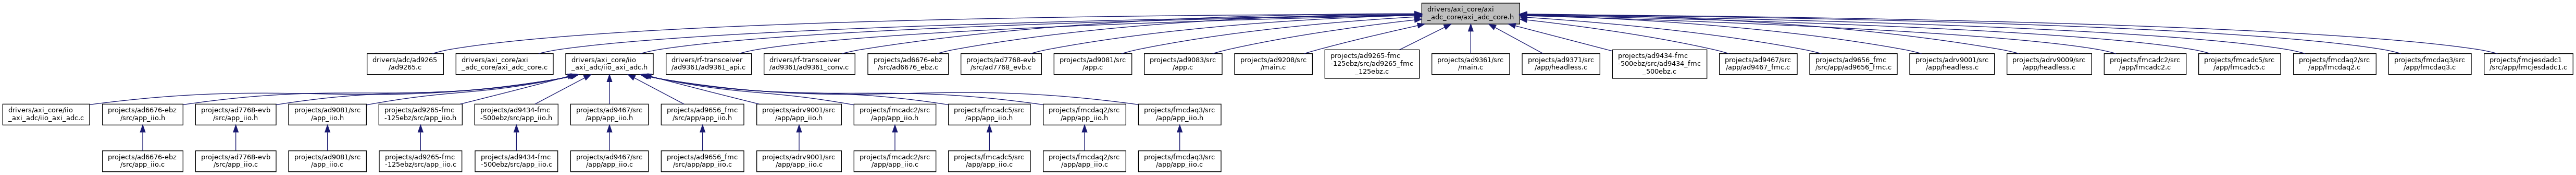 drivers/axi_core/axi
_adc_core/axi_adc_core.h
drivers/adc/ad9265
/ad9265.c
drivers/axi_core/axi
_adc_core/axi_adc_core.c
drivers/axi_core/iio
_axi_adc/iio_axi_adc.h
drivers/rf-transceiver
/ad9361/ad9361_api.c
drivers/rf-transceiver
/ad9361/ad9361_conv.c
projects/ad6676-ebz
/src/ad6676_ebz.c
projects/ad7768-evb
/src/ad7768_evb.c
projects/ad9081/src
/app.c
projects/ad9083/src
/app.c
projects/ad9208/src
/main.c
projects/ad9265-fmc
-125ebz/src/ad9265_fmc
_125ebz.c
projects/ad9361/src
/main.c
projects/ad9371/src
/app/headless.c
projects/ad9434-fmc
-500ebz/src/ad9434_fmc
_500ebz.c
projects/ad9467/src
/app/ad9467_fmc.c
projects/ad9656_fmc
/src/app/ad9656_fmc.c
projects/adrv9001/src
/app/headless.c
projects/adrv9009/src
/app/headless.c
projects/fmcadc2/src
/app/fmcadc2.c
projects/fmcadc5/src
/app/fmcadc5.c
projects/fmcdaq2/src
/app/fmcdaq2.c
projects/fmcdaq3/src
/app/fmcdaq3.c
projects/fmcjesdadc1
/src/app/fmcjesdadc1.c
drivers/axi_core/iio
_axi_adc/iio_axi_adc.c
projects/ad6676-ebz
/src/app_iio.h
projects/ad7768-evb
/src/app_iio.h
projects/ad9081/src
/app_iio.h
projects/ad9265-fmc
-125ebz/src/app_iio.h
projects/ad9434-fmc
-500ebz/src/app_iio.h
projects/ad9467/src
/app/app_iio.h
projects/ad9656_fmc
/src/app/app_iio.h
projects/adrv9001/src
/app/app_iio.h
projects/fmcadc2/src
/app/app_iio.h
projects/fmcadc5/src
/app/app_iio.h
projects/fmcdaq2/src
/app/app_iio.h
projects/fmcdaq3/src
/app/app_iio.h
projects/ad6676-ebz
/src/app_iio.c
projects/ad7768-evb
/src/app_iio.c
projects/ad9081/src
/app_iio.c
projects/ad9265-fmc
-125ebz/src/app_iio.c
projects/ad9434-fmc
-500ebz/src/app_iio.c
projects/ad9467/src
/app/app_iio.c
projects/ad9656_fmc
/src/app/app_iio.c
projects/adrv9001/src
/app/app_iio.c
projects/fmcadc2/src
/app/app_iio.c
projects/fmcadc5/src
/app/app_iio.c
projects/fmcdaq2/src
/app/app_iio.c
projects/fmcdaq3/src
/app/app_iio.c